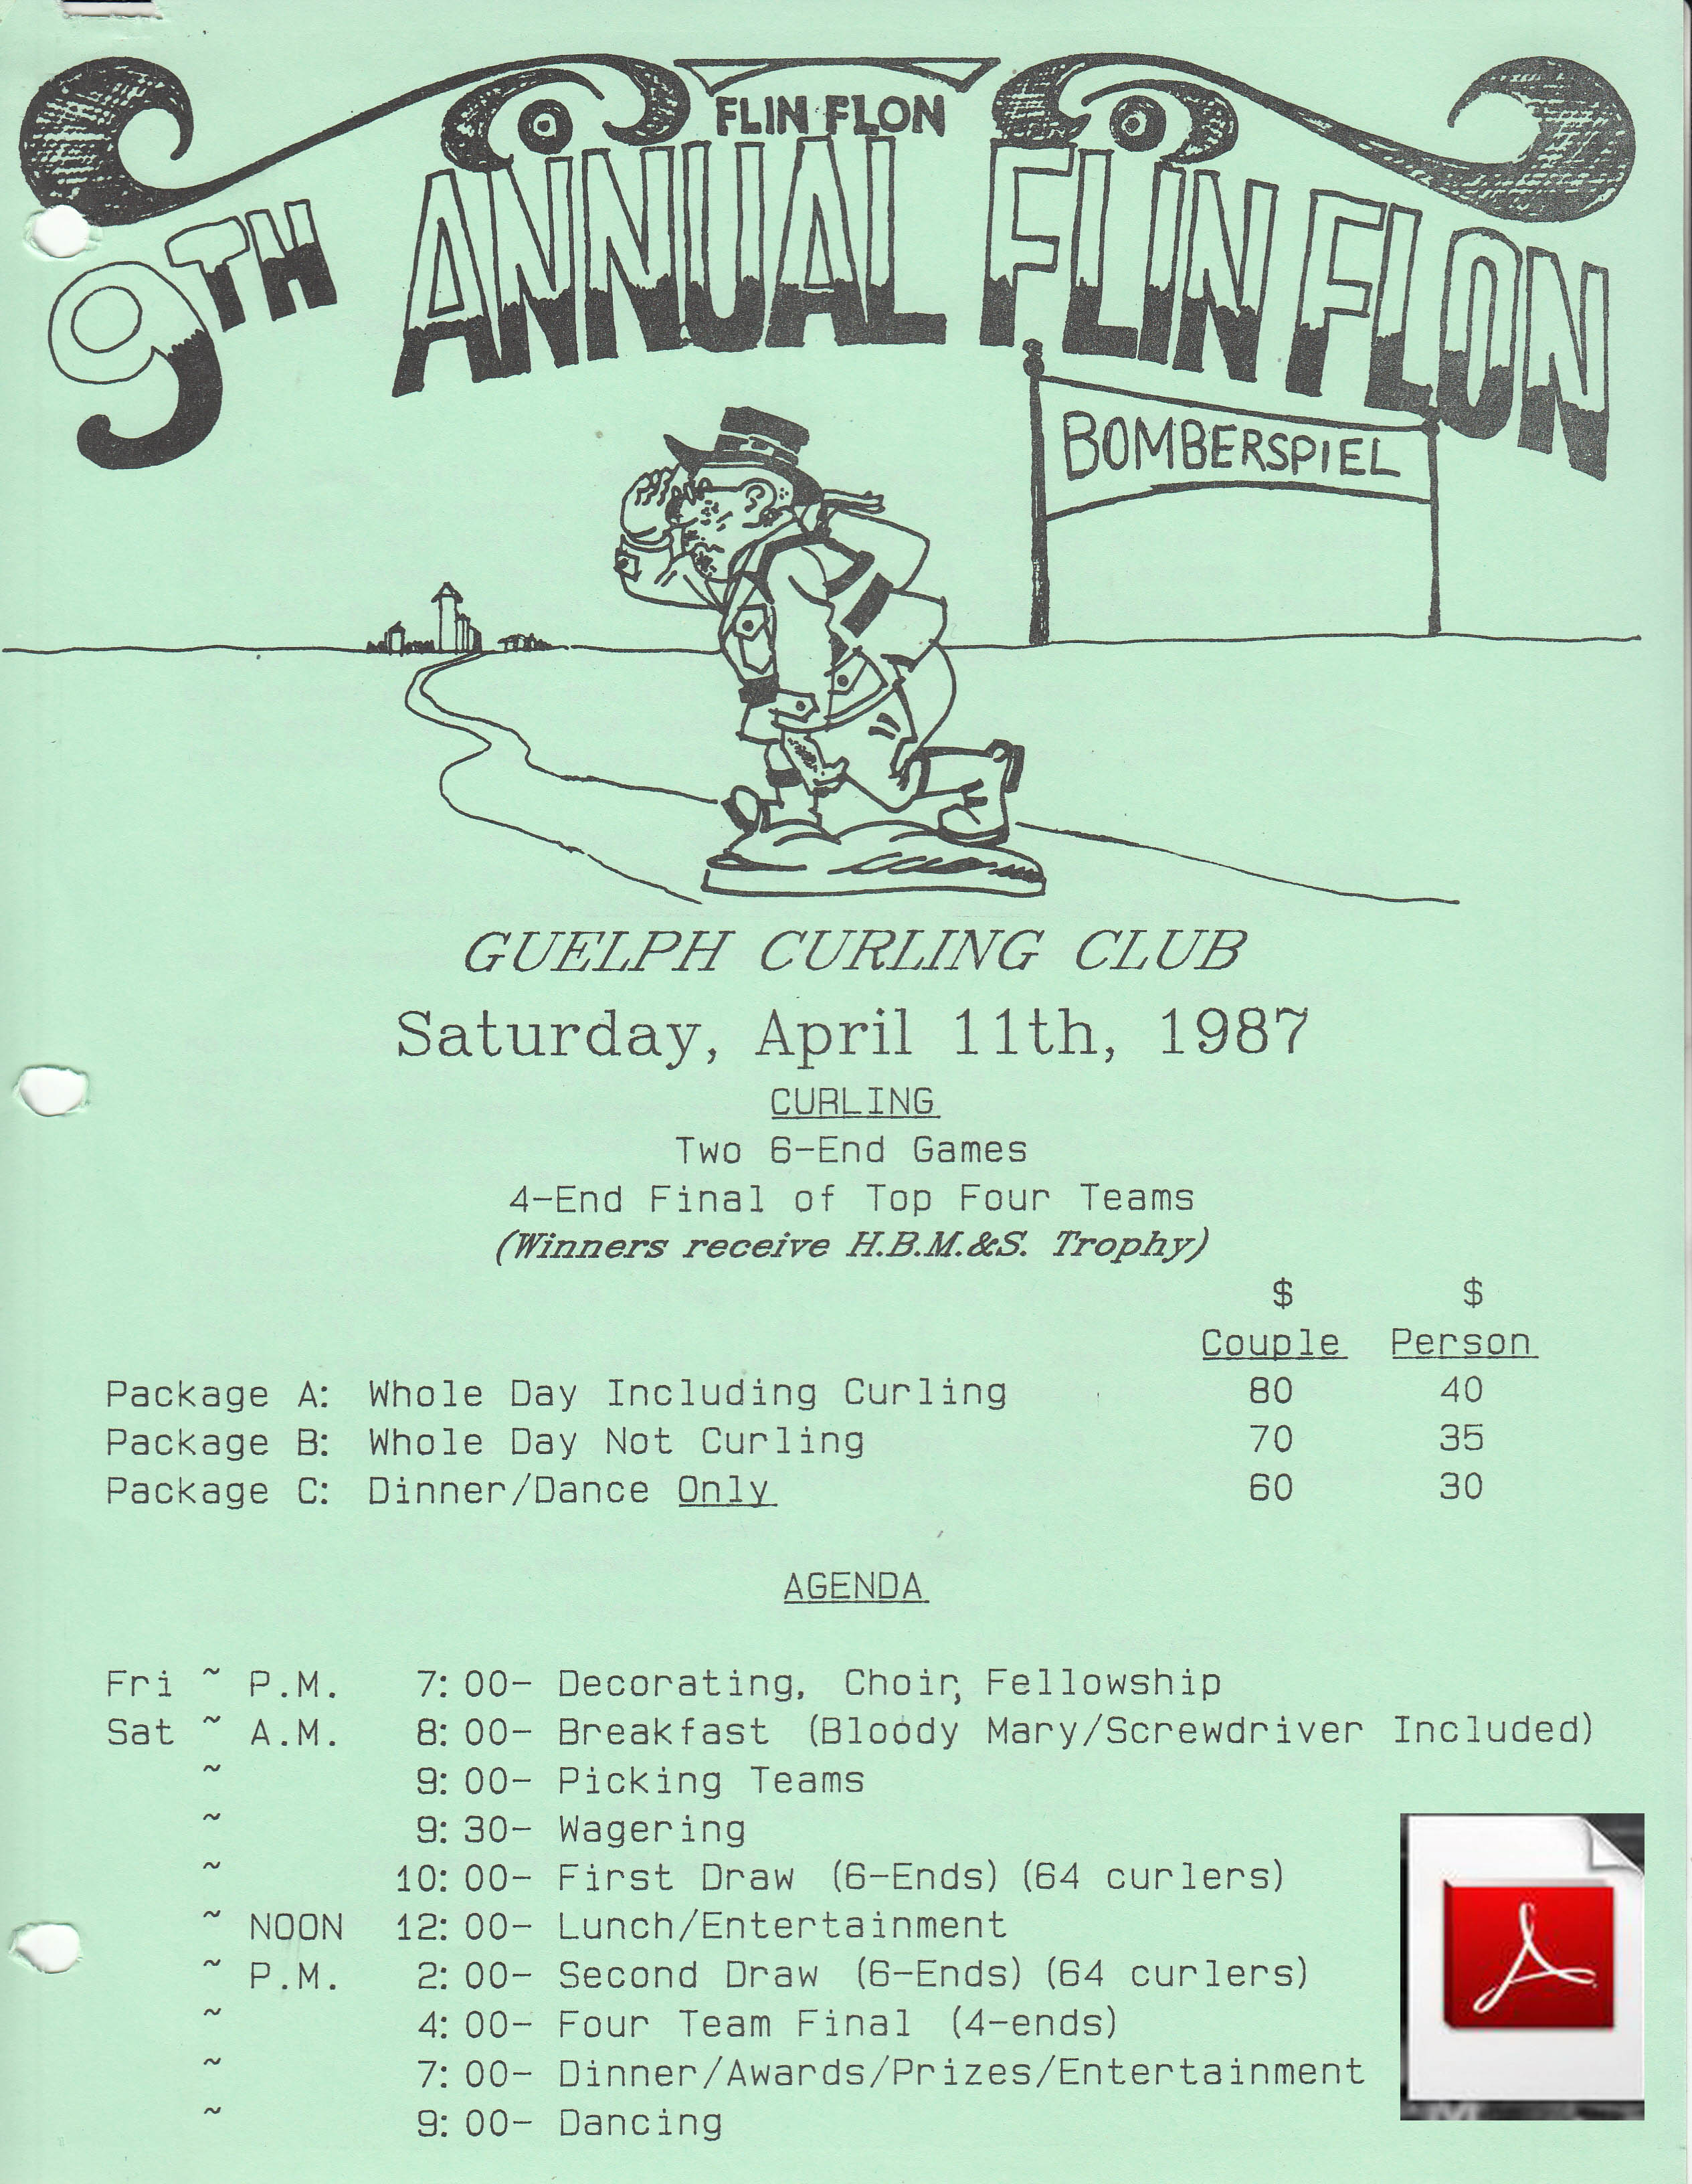 FLIN FLON
9TH ANNUAL FLIN FLON
BOMBERSPIEL
GUELPH CURLING CLUB
Saturday, April 11th, 1987
CURLING
Two 6-End Games
4-End Final of Top Four Teams
(Winners receive H.B.M.&S. Trophy)
$ $
Couple Person
Package A: Whole Day Including Curling 80 40
Package B: Whole Day Not Curling 70 35
Package C: Dinner/Dance Only 60 30
AGENDA
Fri ~ P.M. 7:00- Decorating, Choir, Fellowship
Sat ~ A.M. 8:00- Breakfast (Bloody Mary/Screwdriver Included)
~ 9:00- Picking Teams
~ 9:30- Wagering
~ 10:00- First Draw (6-Ends) (64 curlers)
~ NOON 12:00- Lunch/Entertainment
~ P.M. 2:00- Second Draw (6-Ends) (64 curlers)
~ 4:00- Four Team Final (4-ends)
~ 7:00- Dinner/Awards/Prizes/Entertainment
~ 9:00- Dancing